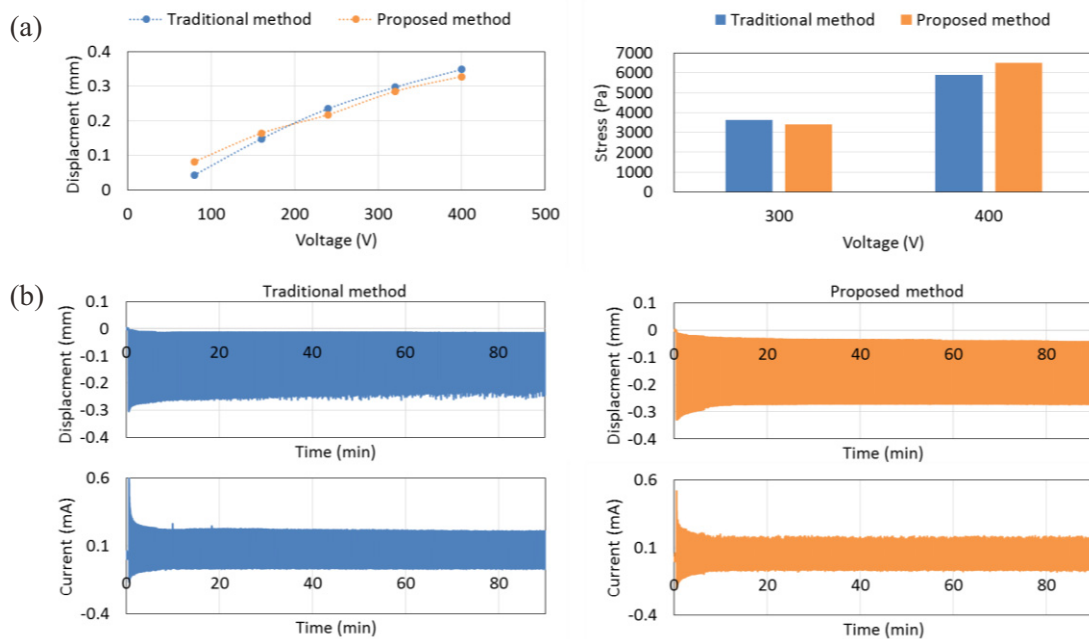 (a)
Traditional method Proposed method
Displacment (mm)
0.4
0.3
0.2
0.1
0
0 100 200 300 400 500
Voltage (V)
Traditional method Proposed method
Stress (Pa)
7000
6000
5000
4000
3000
2000
1000
0
300 400
Voltage (V)
(b)
Traditional method
Displacment (mm)
0.1
0
-0.1
-0.2
-0.3
-0.4
0 20 40 60 80
Time (min)
Proposed method
Displacment (mm)
0.1
0
-0.1
-0.2
-0.3
-0.4
0 20 40 60 80
Time (min)
Current (mA)
0.6
0.1
-0.4
0 20 40 60 80
Time (min)
Current (mA)
0.6
0.1
-0.4
0 20 40 60 80
Time (min)